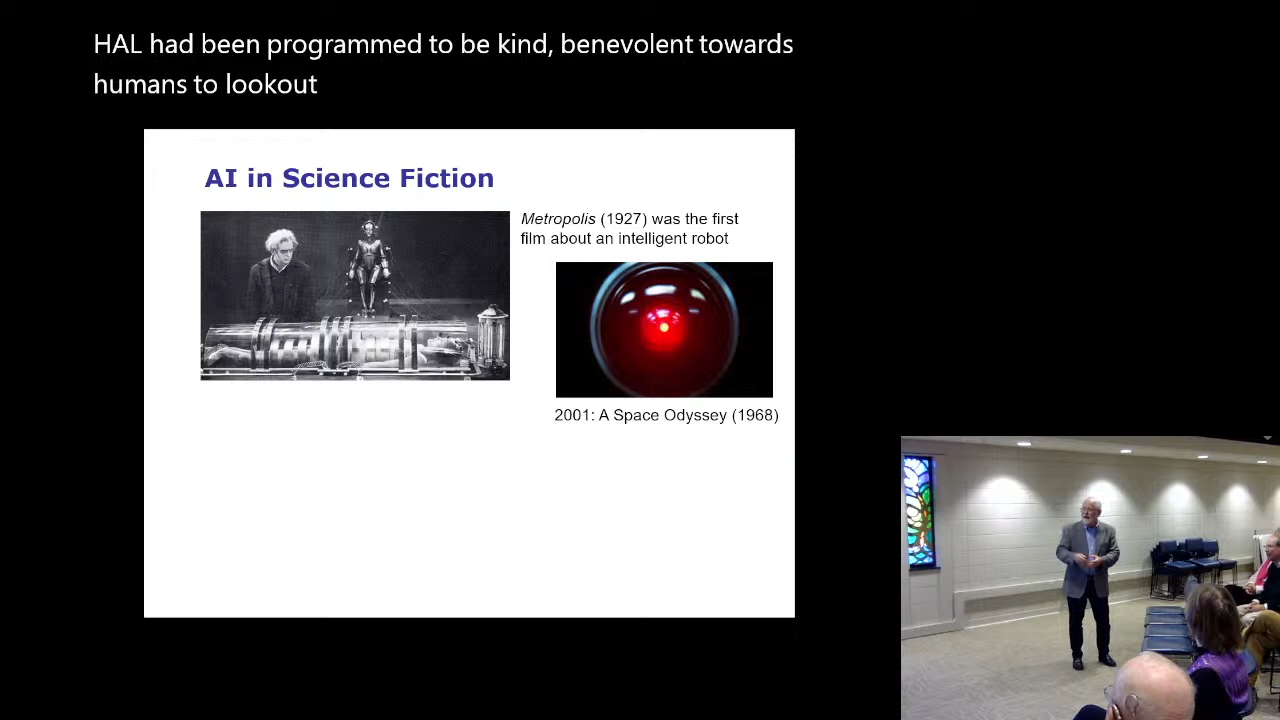 HAL had been programmed to be kind, benevolent towards
humans to lookout
AI in Science Fiction
Metropolis (1927) was the first
film about an intelligent robot
2001: A Space Odyssey (1968)